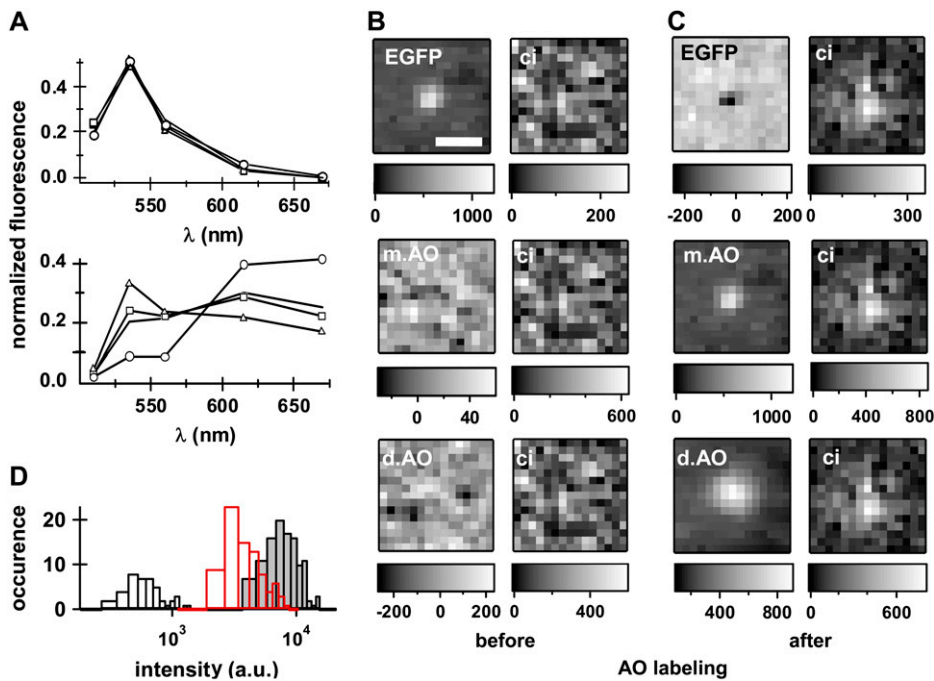 A
normalized fluorescence
0.4
0.2
0.0
550 600 650
λ (nm)
0.4
0.2
0.0
550 600 650
λ (nm)
B
EGFP
ci
0 1000
0 200
m.AO
ci
0 40
0 600
d.AO
ci
-200 0 200
0 400
before
C
EGFP
ci
-200 0 200
0 300
m.AO
ci
0 1000
0 400 800
d.AO
ci
400 800
0 400
after
AO labeling
D
occurrence
20
10
0
10³ 10⁴
intensity (a.u.)